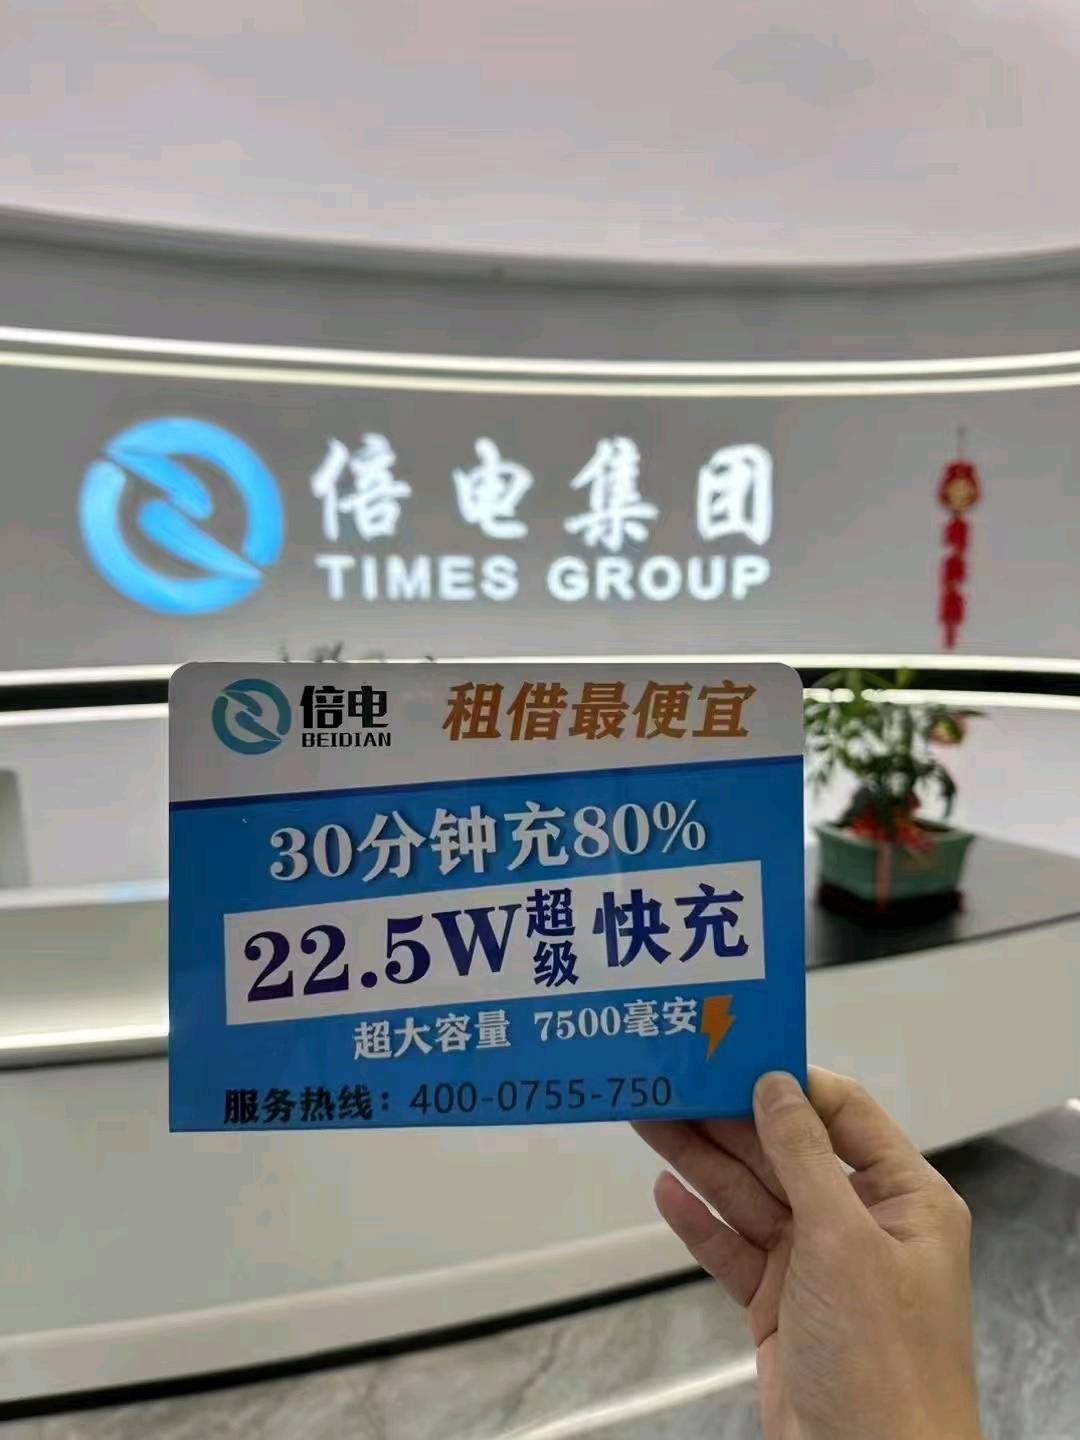 倍电集团
TIMES GROUP
倍电
BEIDIAN
租借最便宜
30分钟充80%
22.5W超级快充
超大容量 7500毫安
服务热线：400-0755-750